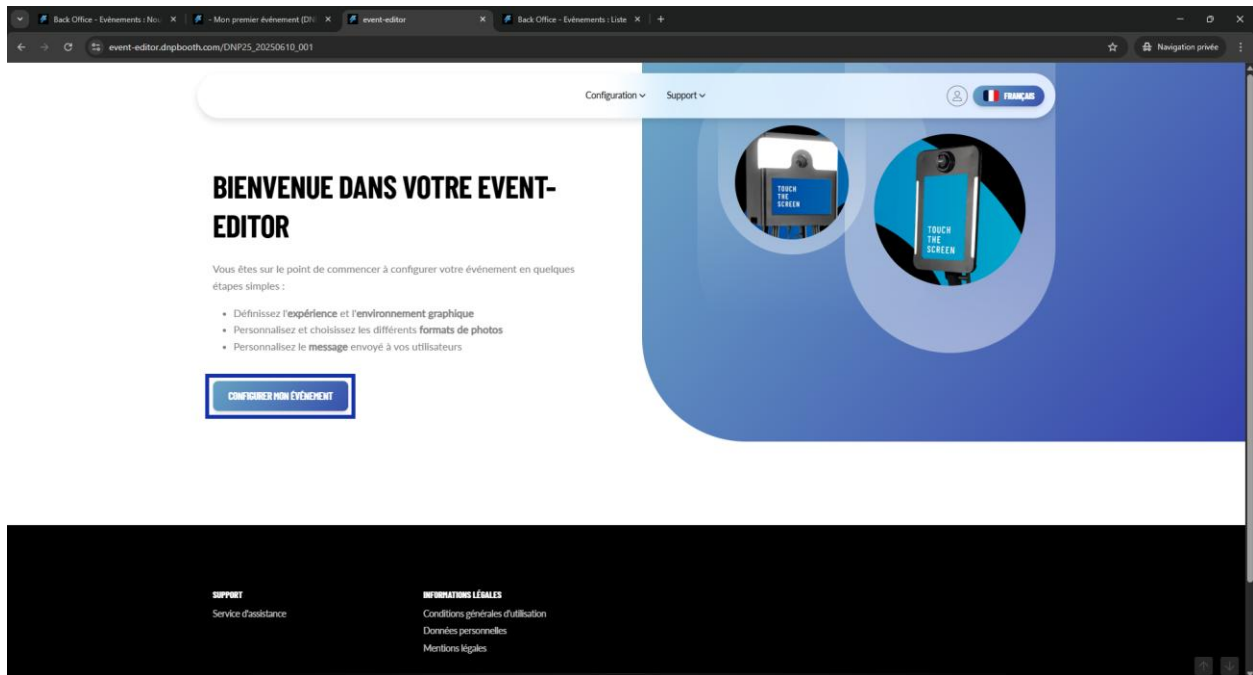 Back Office - Evènements : Nou
- Mon premier événement (DN
event-editor
Back Office - Evènements : Liste
event-editor.dnpbooth.com/DNP25_20250610_001
Navigation privée
Configuration
Support
FRANÇAIS
BIENVENUE DANS VOTRE EVENT-
EDITOR
Vous êtes sur le point de commencer à configurer votre événement en quelques
étapes simples :
• Définissez l'expérience et l'environnement graphique
• Personnalisez et choisissez les différents formats de photos
• Personnalisez le message envoyé à vos utilisateurs
CONFIGURER MON ÉVÉNEMENT
TOUCH
THE
SCREEN
TOUCH
THE
SCREEN
SUPPORT
Service d'assistance
INFORMATIONS LÉGALES
Conditions générales d'utilisation
Données personnelles
Mentions légales